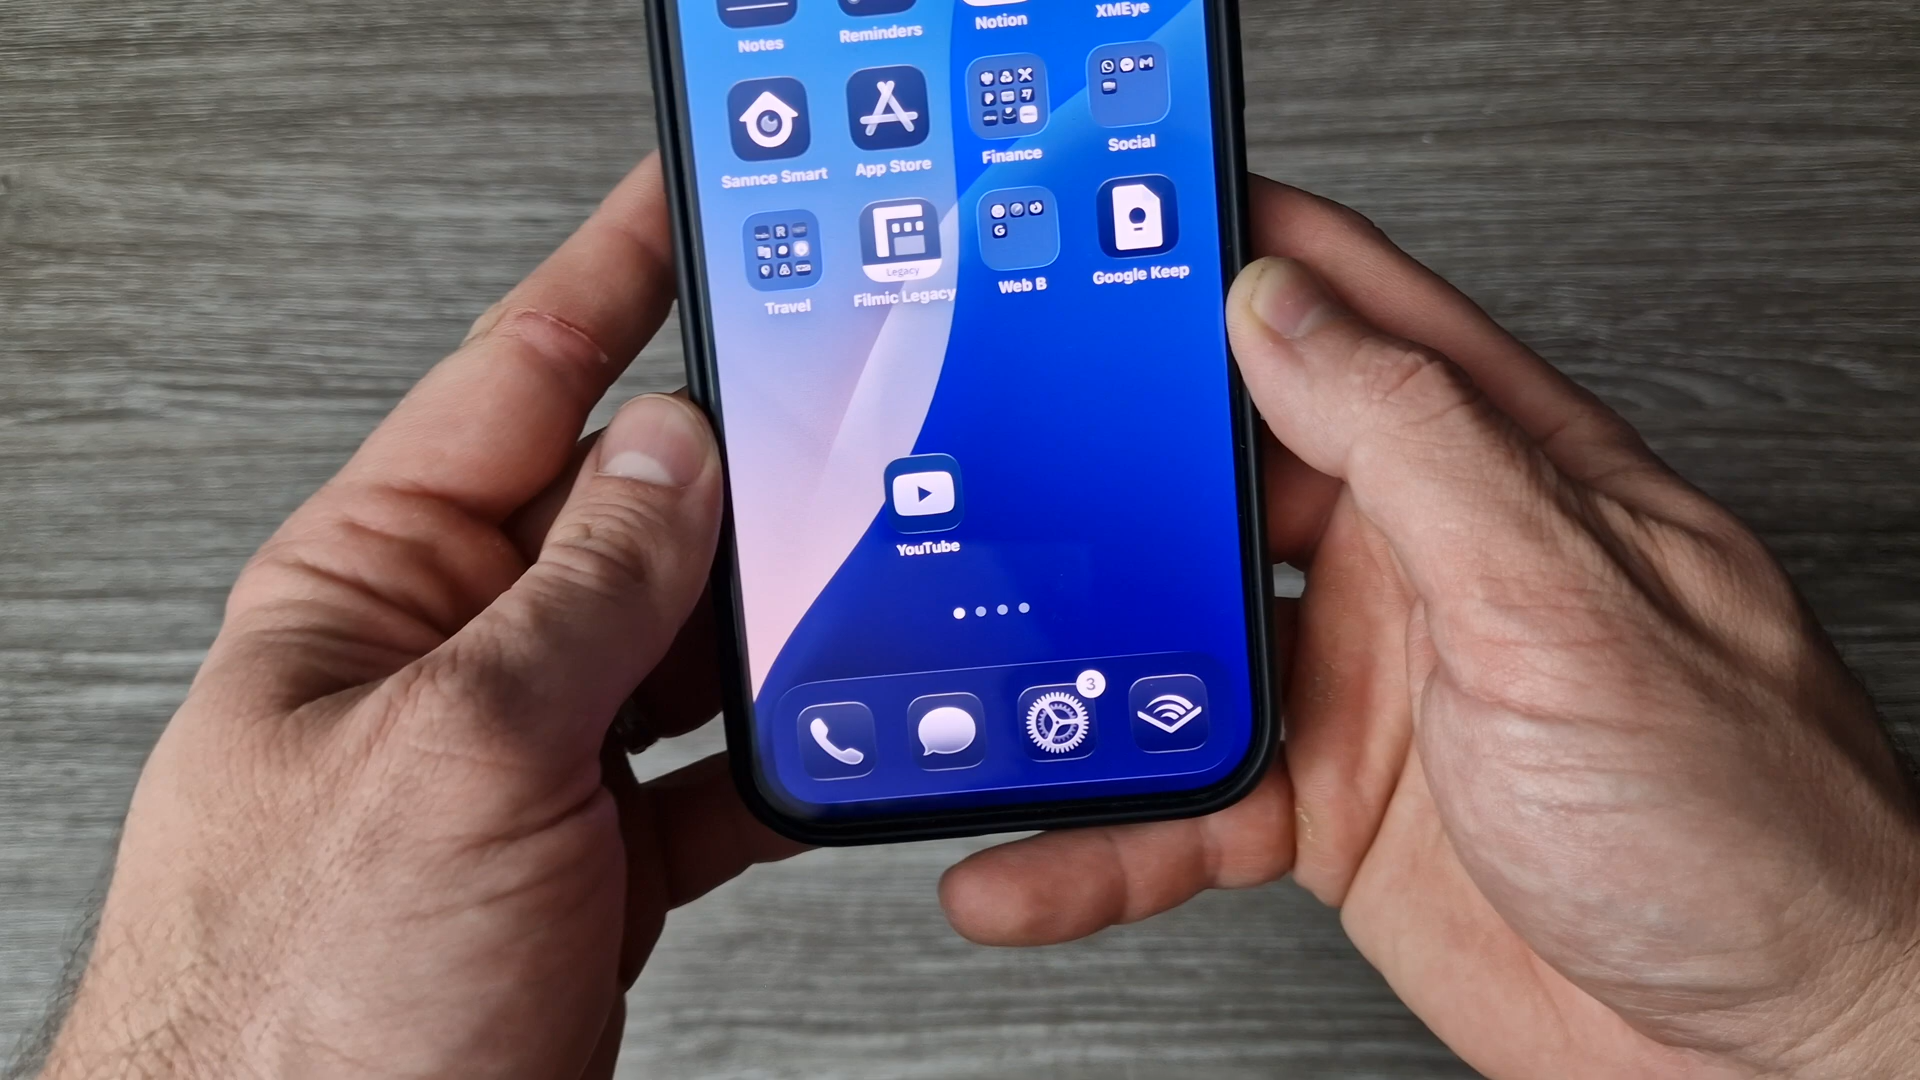 Notes
Reminders
Notion
XMEye
Sannce Smart
App Store
Finance
Social
Legacy
Travel
Filmic Legacy
Web B
Google Keep
YouTube
3